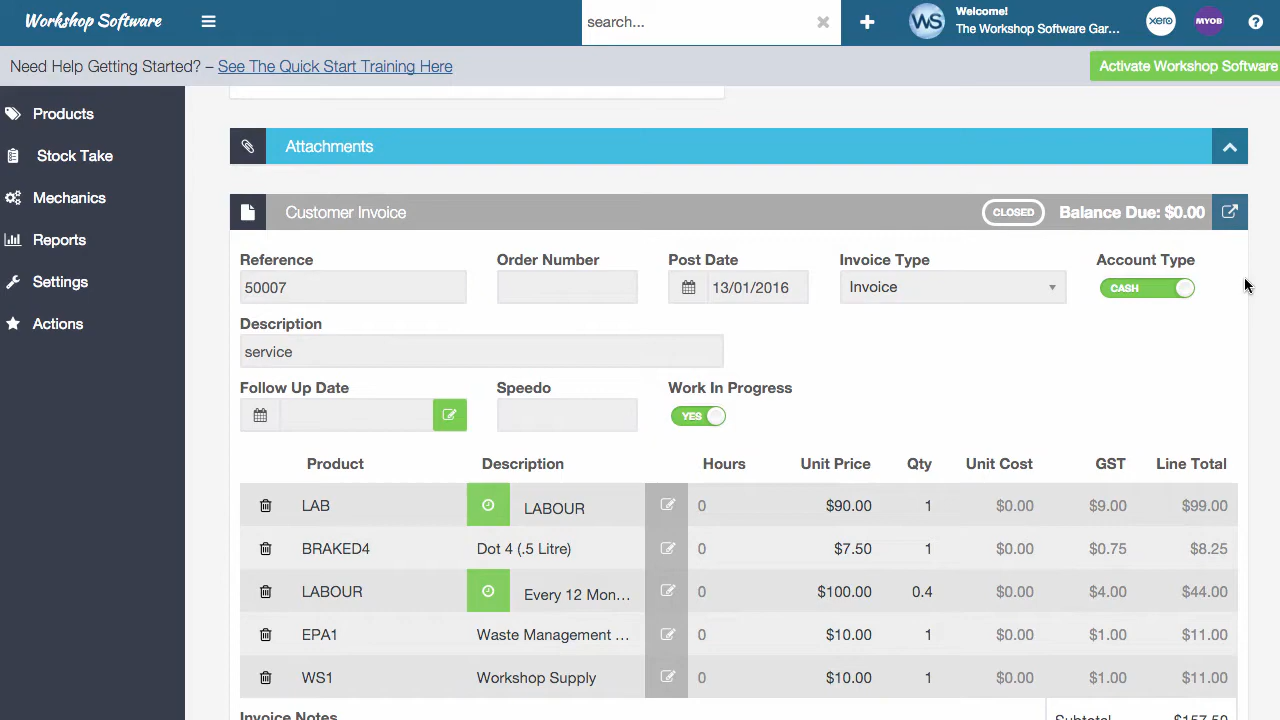 Workshop Software
search...
WS
Welcome!
The Workshop Software Gar...
xero
MYOB
?
Need Help Getting Started? – See The Quick Start Training Here
Activate Workshop Software
Products
Stock Take
Mechanics
Reports
Settings
Actions
Attachments
Customer Invoice
CLOSED
Balance Due: $0.00
Reference
Order Number
Post Date
Invoice Type
Account Type
50007
13/01/2016
Invoice
CASH
Description
service
Follow Up Date
Speedo
Work In Progress
YES
Product Description Hours Unit Price Qty Unit Cost GST Line Total
LAB LABOUR 0 $90.00 1 $0.00 $9.00 $99.00
BRAKED4 Dot 4 (.5 Litre) 0 $7.50 1 $0.00 $0.75 $8.25
LABOUR Every 12 Mon... 0 $100.00 0.4 $0.00 $4.00 $44.00
EPA1 Waste Management ... 0 $10.00 1 $0.00 $1.00 $11.00
WS1 Workshop Supply 0 $10.00 1 $0.00 $1.00 $11.00
Invoice Notes
Subtotal $157.50